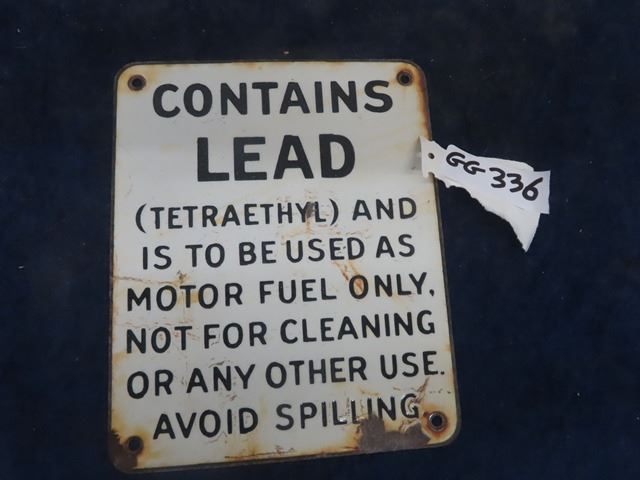 CONTAINS
LEAD
(TETRAETHYL) AND
IS TO BE USED AS
MOTOR FUEL ONLY,
NOT FOR CLEANING
OR ANY OTHER USE.
AVOID SPILLING
GG 336